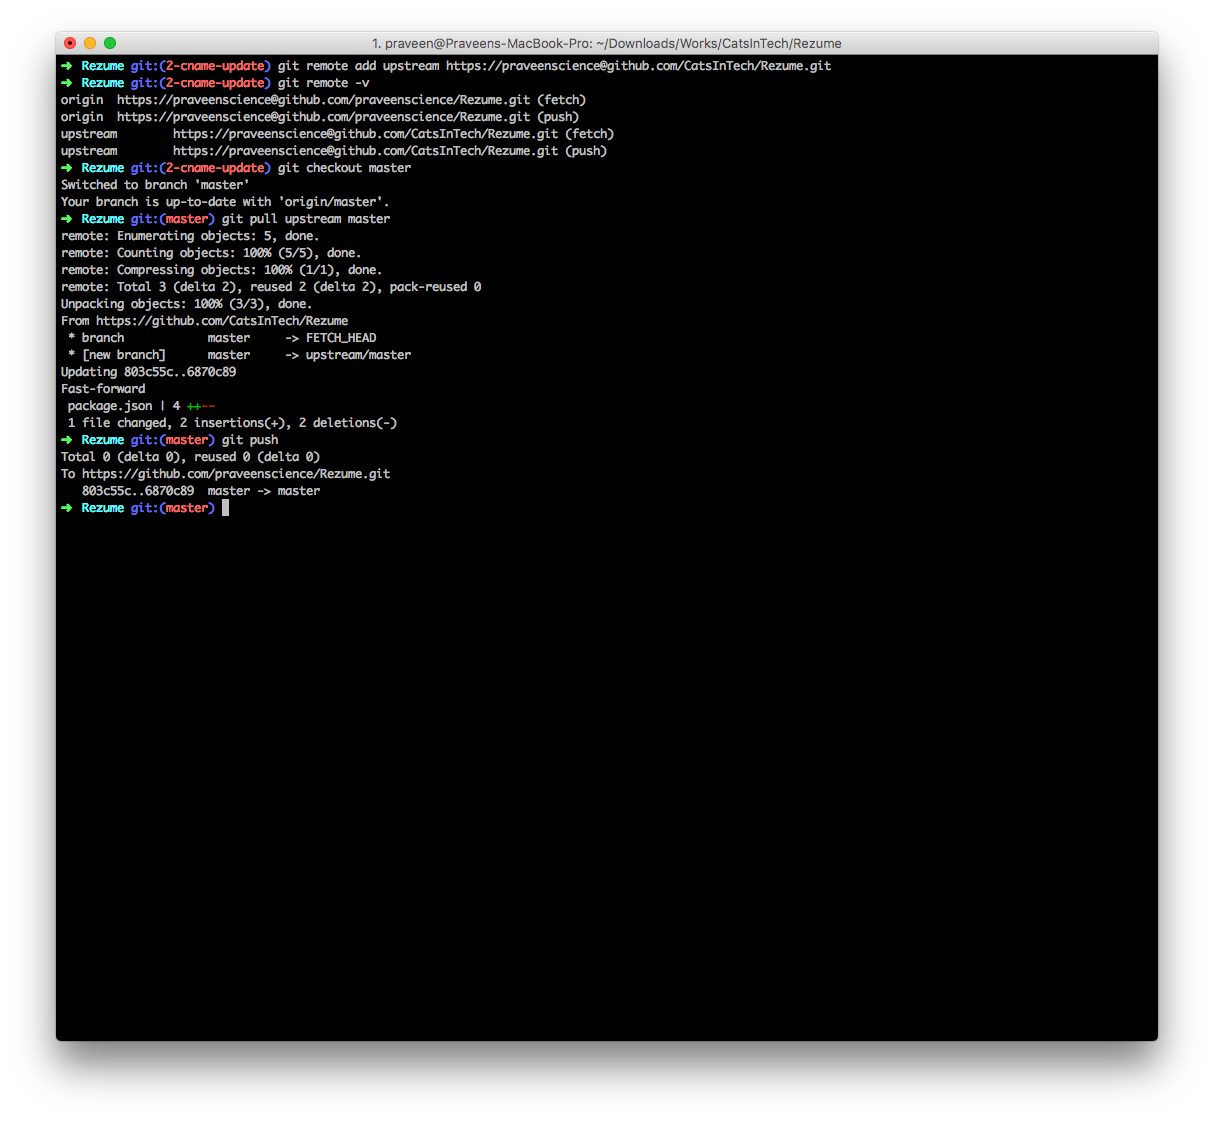 1. praveen@Praveens-MacBook-Pro: ~/Downloads/Works/CatsInTech/Rezume
➜ Rezume git:(2-cname-update) git remote add upstream https://praveenscience@github.com/CatsInTech/Rezume.git
➜ Rezume git:(2-cname-update) git remote -v
origin  https://praveenscience@github.com/praveenscience/Rezume.git (fetch)
origin  https://praveenscience@github.com/praveenscience/Rezume.git (push)
upstream        https://praveenscience@github.com/CatsInTech/Rezume.git (fetch)
upstream        https://praveenscience@github.com/CatsInTech/Rezume.git (push)
➜ Rezume git:(2-cname-update) git checkout master
Switched to branch 'master'
Your branch is up-to-date with 'origin/master'.
➜ Rezume git:(master) git pull upstream master
remote: Enumerating objects: 5, done.
remote: Counting objects: 100% (5/5), done.
remote: Compressing objects: 100% (1/1), done.
remote: Total 3 (delta 2), reused 2 (delta 2), pack-reused 0
Unpacking objects: 100% (3/3), done.
From https://github.com/CatsInTech/Rezume
 * branch            master     -> FETCH_HEAD
 * [new branch]      master     -> upstream/master
Updating 803c55c..6870c89
Fast-forward
 package.json | 4 ++--
 1 file changed, 2 insertions(+), 2 deletions(-)
➜ Rezume git:(master) git push
Total 0 (delta 0), reused 0 (delta 0)
To https://github.com/praveenscience/Rezume.git
   803c55c..6870c89  master -> master
➜ Rezume git:(master)